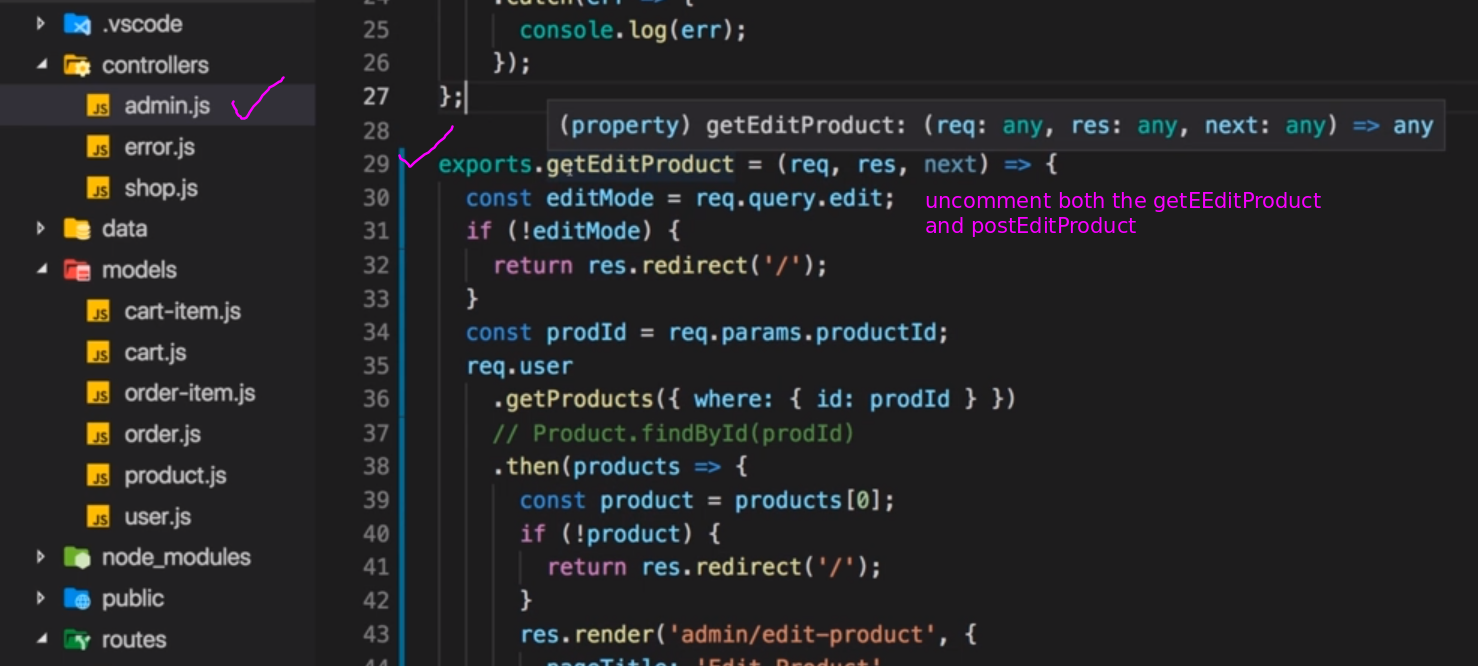 .vscode
controllers
admin.js
error.js
shop.js
data
models
cart-item.js
cart.js
order-item.js
order.js
product.js
user.js
node_modules
public
routes
24 .catch(err => {
25 console.log(err);
26 });
27 };
28
(property) getEditProduct: (req: any, res: any, next: any) => any
29 exports.getEditProduct = (req, res, next) => {
30 const editMode = req.query.edit;
uncomment both the getEEditProduct
and postEditProduct
31 if (!editMode) {
32 return res.redirect('/');
33 }
34 const prodId = req.params.productId;
35 req.user
36 .getProducts({ where: { id: prodId } })
37 // Product.findById(prodId)
38 .then(products => {
39 const product = products[0];
40 if (!product) {
41 return res.redirect('/');
42 }
43 res.render('admin/edit-product', {
44 pageTitle: 'Edit Product'